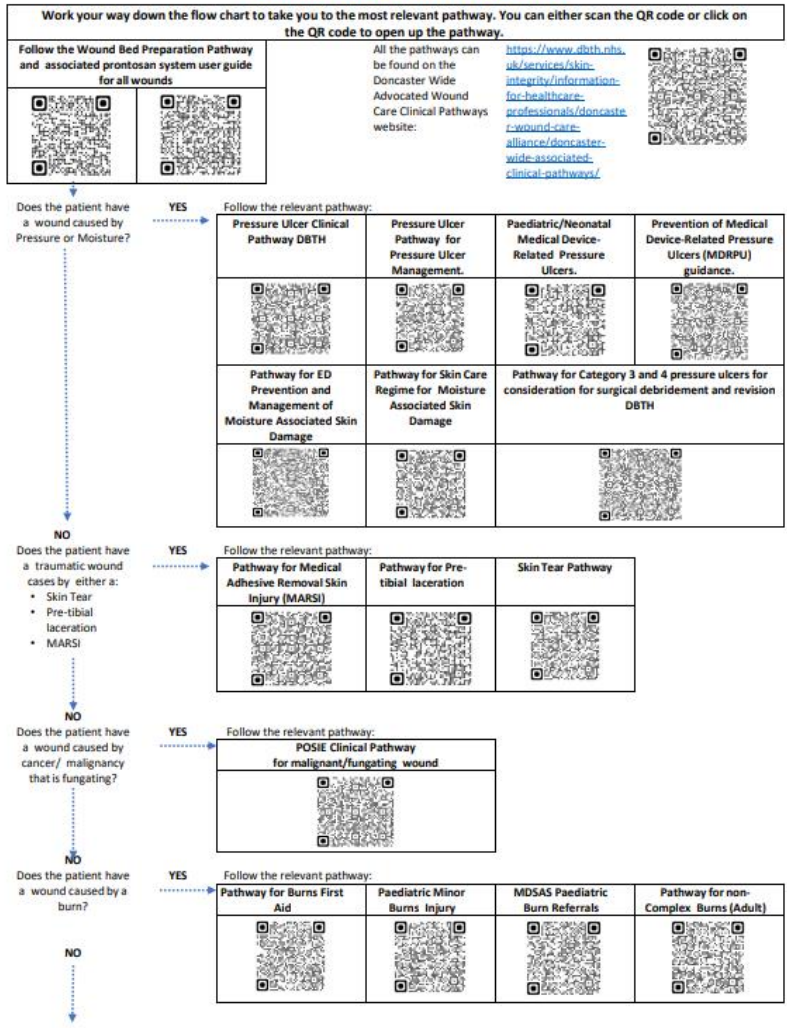 Work your way down the flow chart to take you to the most relevant pathway. You can either scan the QR code or click on
the QR code to open up the pathway.
Follow the Wound Bed Preparation Pathway
and associated prontosan system user guide
for all wounds
All the pathways can
be found on the
Doncaster Wide
Advocated Wound
Care Clinical Pathways
website:
https://www.dbth.nhs.
uk/services/skin-
integrity/information-
for-healthcare-
professionals/doncaste
r-wound-care-
alliance/doncaster-
wide-associated-
clinical-pathways/
Does the patient have
a wound caused by
Pressure or Moisture?
YES
Follow the relevant pathway:
Pressure Ulcer Clinical
Pathway DBTH
Pressure Ulcer
Pathway for
Pressure Ulcer
Management.
Paediatric/Neonatal
Medical Device-
Related Pressure
Ulcers.
Prevention of Medical
Device-Related Pressure
Ulcers (MDRPU)
guidance.
Pathway for ED
Prevention and
Management of
Moisture Associated Skin
Damage
Pathway for Skin Care
Regime for Moisture
Associated Skin
Damage
Pathway for Category 3 and 4 pressure ulcers for
consideration for surgical debridement and revision
DBTH
NO
Does the patient have
a traumatic wound
cases by either a:
• Skin Tear
• Pre-tibial
laceration
• MARSI
YES
Follow the relevant pathway:
Pathway for Medical
Adhesive Removal Skin
Injury (MARSI)
Pathway for Pre-
tibial laceration
Skin Tear Pathway
NO
Does the patient have
a wound caused by
cancer/ malignancy
that is fungating?
YES
Follow the relevant pathway:
POSIE Clinical Pathway
for malignant/fungating wound
NO
Does the patient have
a wound caused by a
burn?
YES
Follow the relevant pathway:
Pathway for Burns First
Aid
Paediatric Minor
Burns Injury
MDSAS Paediatric
Burn Referrals
Pathway for non-
Complex Burns (Adult)
NO